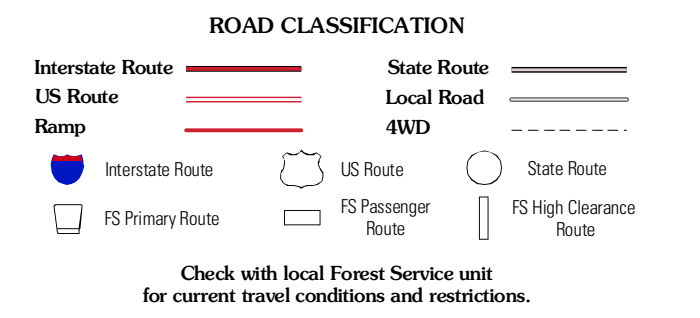 ROAD CLASSIFICATION
Interstate Route
State Route
US Route
Local Road
Ramp
4WD
Interstate Route
US Route
State Route
FS Primary Route
FS Passenger
Route
FS High Clearance
Route
Check with local Forest Service unit
for current travel conditions and restrictions.